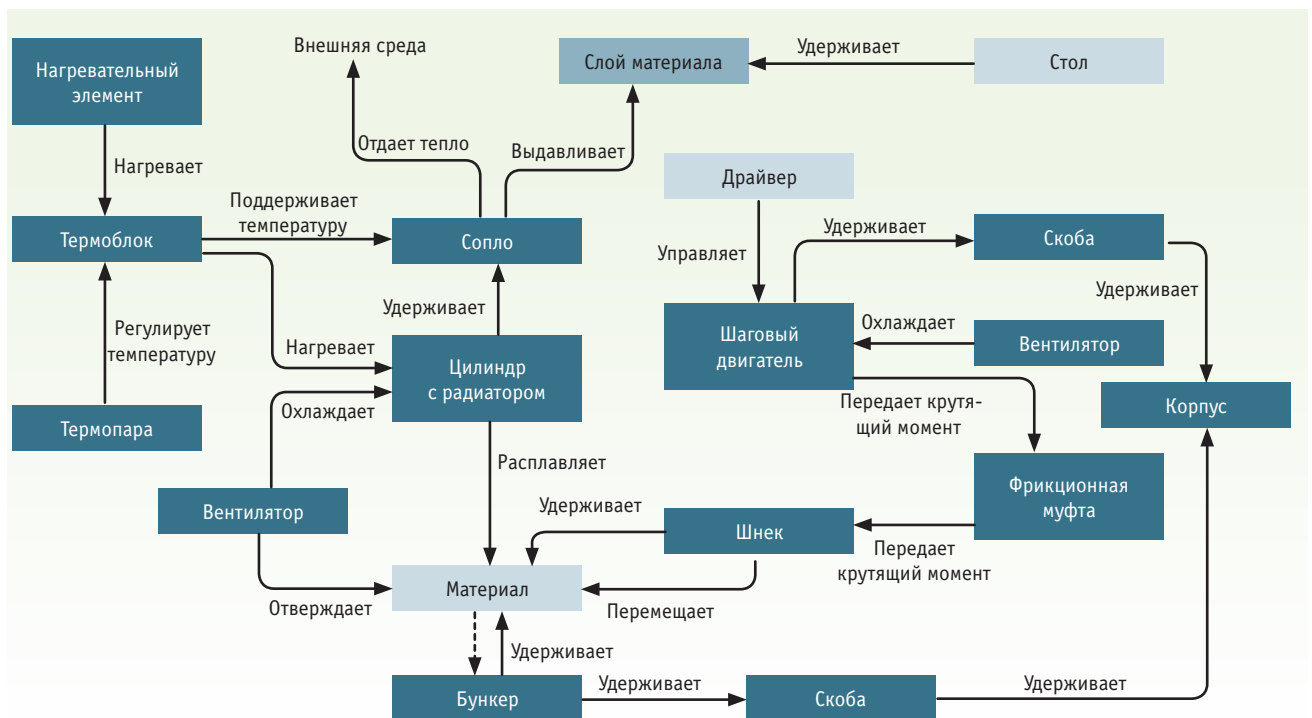 Внешняя среда
Удерживает
Нагревательный
элемент
Слой материала
Стол
Отдает тепло
Выдавливает
Нагревает
Драйвер
Поддерживает
температуру
Термоблок
Сопло
Удерживает
Скоба
Управляет
Удерживает
Удерживает
Регулирует
температуру
Нагревает
Шаговый
двигатель
Охлаждает
Вентилятор
Цилиндр
с радиатором
Охлаждает
Передает крутя-
щий момент
Корпус
Термопара
Расплавляет
Фрикционная
муфта
Вентилятор
Удерживает
Шнек
Передает
крутящий момент
Отверждает
Материал
Перемещает
Удерживает
Бункер
Удерживает
Скоба
Удерживает